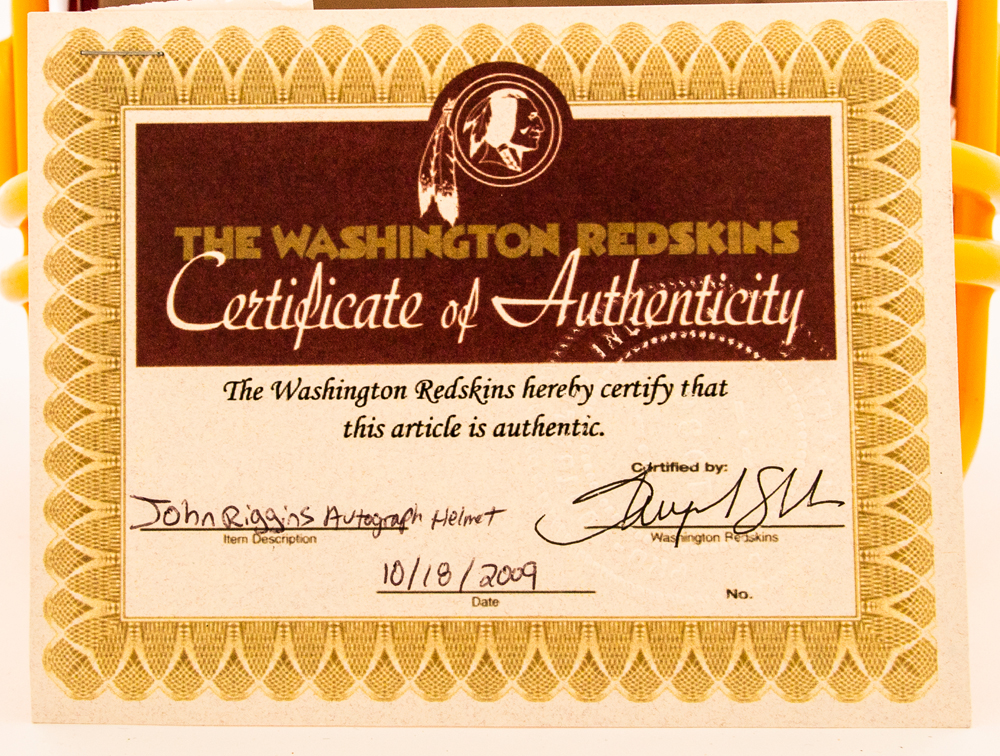 THE WASHINGTON REDSKINS
Certificate of Authenticity
The Washington Redskins hereby certify that
this article is authentic.
Certified by:
John Riggins Autograph Helmet
Item Description
Washington Redskins
10/18/2009
Date
No.